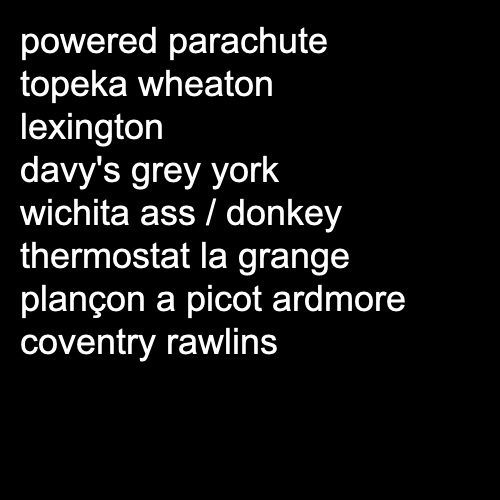 powered parachute
topeka wheaton
lexington
davy's grey york
wichita ass / donkey
thermostat la grange
plançon a picot ardmore
coventry rawlins